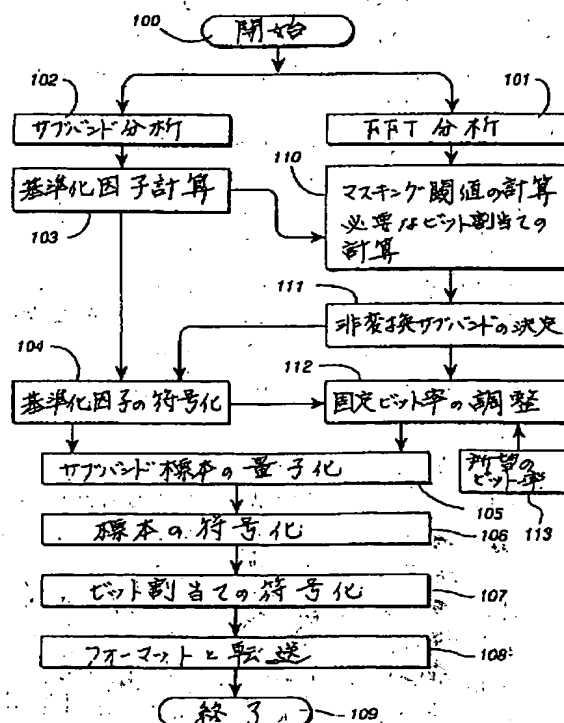 100
開始
102
101
サブバンド分析
FFT分析
基準化因子計算
103
110
マスキング閾値の計算
必要なビット割当ての
計算
111
非変換サブバンドの決定
104
基準化因子の符号化
112
固定ビット率の調整
サブバンド標本の量子化
105
所望の
ビット率
113
標本の符号化
106
ビット割当ての符号化
107
フォーマットと転送
108
終了
109